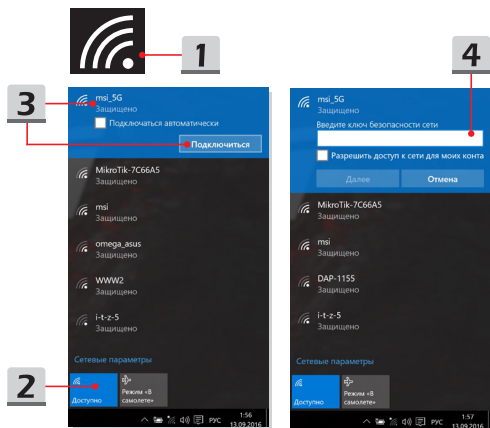 1
4
3
msi_5G
Защищено
Подключаться автоматически
Подключиться
MikroTik-7C66A5
Защищено
msi
Защищено
omega_asus
Защищено
WWW2
Защищено
i-t-z-5
Защищено
Сетевые параметры
2
Доступно
Режим «В
самолете»
РУС
1:56
13.09.2016
msi_5G
Защищено
Введите ключ безопасности сети
Разрешить доступ к сети для моих конта
Далее
Отмена
MikroTik-7C66A5
Защищено
msi
Защищено
DAP-1155
Защищено
i-t-z-5
Защищено
Сетевые параметры
Доступно
Режим «В
самолете»
РУС
1:57
13.09.2016